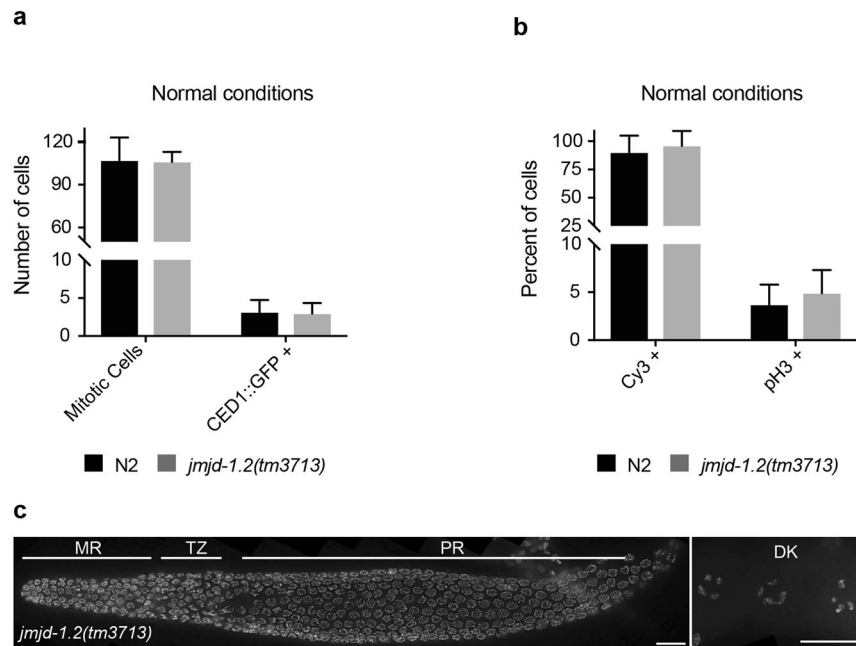 a
Normal conditions
Number of cells
120
90
60
10
5
0
Mitotic Cells
CED1::GFP +
N2
jmjd-1.2(tm3713)
b
Normal conditions
Percent of cells
100
75
50
25
10
5
0
Cy3 +
pH3 +
N2
jmjd-1.2(tm3713)
c
MR
TZ
PR
DK
jmjd-1.2(tm3713)